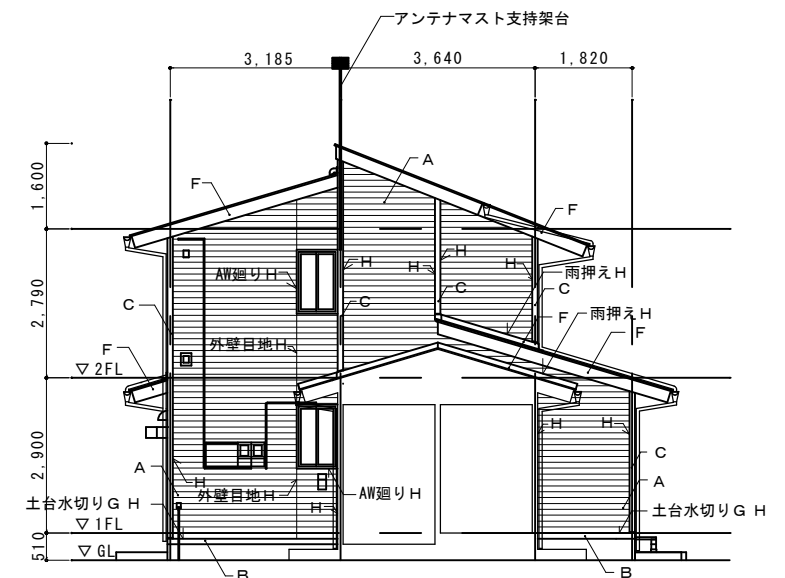 アンテナマスト支持架台
3,185
3,640
1,820
A
F
F
1,600
H
H
H
AW廻りH
雨押えH
C
C
C
雨押えH
2,790
F
F
外壁目地H
F
▽2FL
F
H
H
2,900
C
A
A
H
外壁目地H
AW廻りH
土台水切りG H
H
土台水切りG H
▽1FL
510
▽GL
B
B